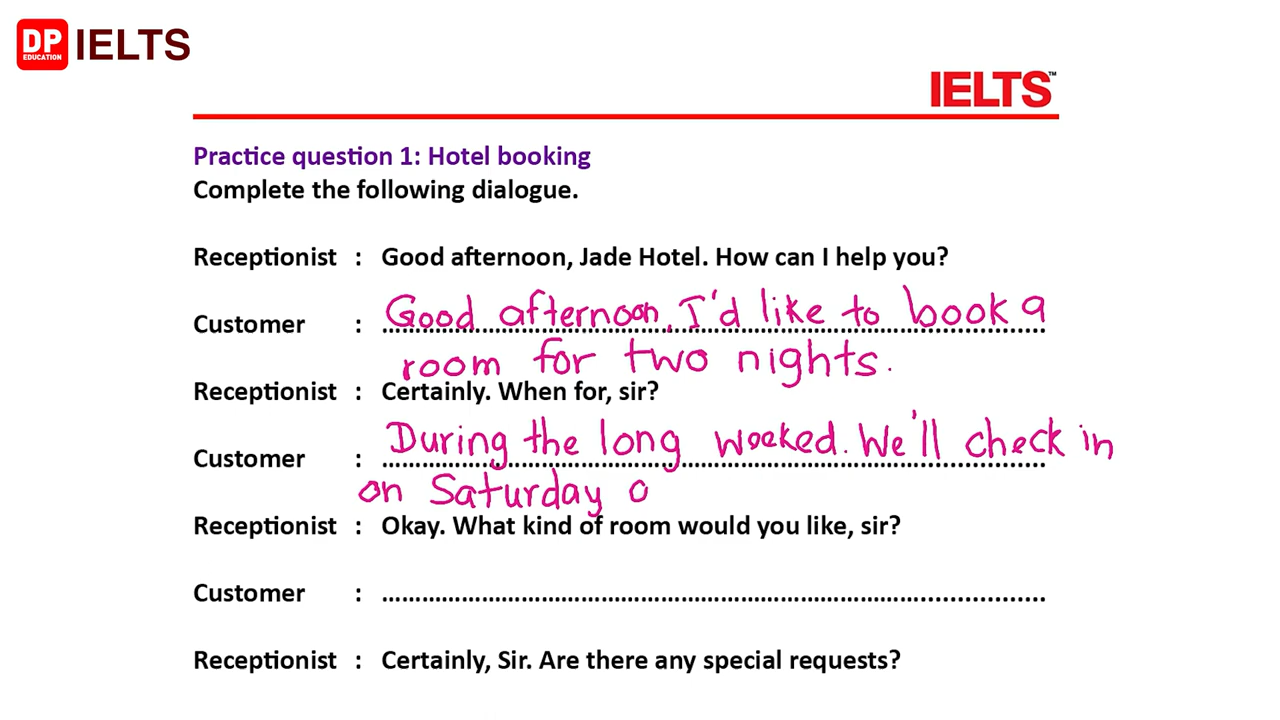 DP EDUCATION IELTS
IELTS™
Practice question 1: Hotel booking
Complete the following dialogue.
Receptionist : Good afternoon, Jade Hotel. How can I help you?
Customer : Good afternoon, I'd like to book a
room for two nights.
Receptionist : Certainly. When for, sir?
Customer : During the long weeked. We'll check in
on Saturday o
Receptionist : Okay. What kind of room would you like, sir?
Customer : ..........................................................
Receptionist : Certainly, Sir. Are there any special requests?